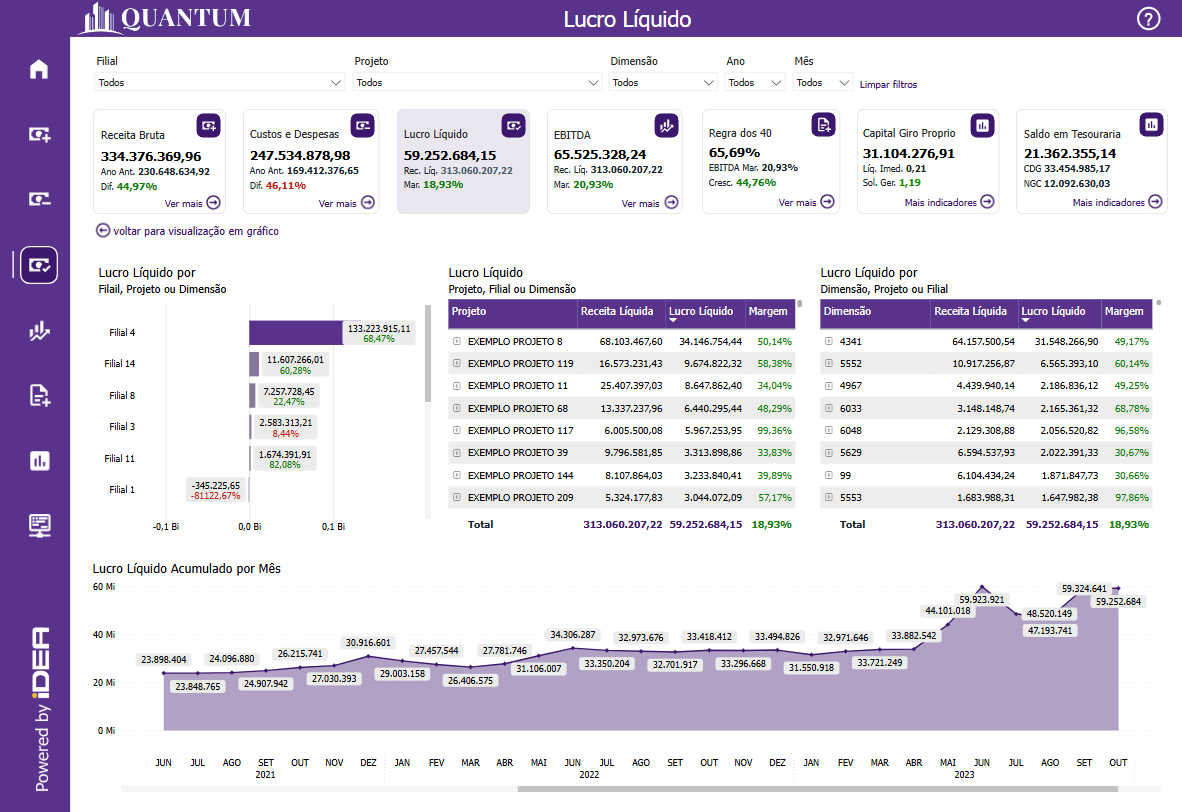 QUANTUM
Lucro Líquido
?
Filial
Projeto
Dimensão
Ano
Mês
Todos
Todos
Todos
Todos
Todos
Limpar filtros
Receita Bruta
334.376.369,96
Ano Ant. 230.648.634,92
Dif. 44,97%
Ver mais
Custos e Despesas
247.534.878,98
Ano Ant. 169.412.376,65
Dif. 46,11%
Ver mais
Lucro Líquido
59.252.684,15
Rec. Líq. 313.060.207,22
Mar. 18,93%
EBITDA
65.525.328,24
Rec. Líq. 313.060.207,22
Mar. 20,93%
Ver mais
Regra dos 40
65,69%
EBITDA Mar. 20,93%
Cresc. 44,76%
Ver mais
Capital Giro Proprio
31.104.276,91
Líq. Imed. 0,21
Sol. Ger. 1,19
Mais indicadores
Saldo em Tesouraria
21.362.355,14
CDG 33.454.985,17
NGC 12.092.630,03
Mais indicadores
voltar para visualização em gráfico
Lucro Líquido por
Filail, Projeto ou Dimensão
Filial 4 133.223.915,11
68,47%
Filial 14 11.607.266,01
60,28%
Filial 8 7.257.728,45
22,47%
Filial 3 2.583.313,21
8,44%
Filial 11 1.674.391,91
82,08%
Filial 1 -345.225,65
-81122,67%
-0,1 Bi 0,0 Bi 0,1 Bi
Lucro Líquido
Projeto, Filial ou Dimensão
Projeto Receita Líquida Lucro Líquido Margem
EXEMPLO PROJETO 8 68.103.467,60 34.146.754,44 50,14%
EXEMPLO PROJETO 119 16.573.231,43 9.674.822,32 58,38%
EXEMPLO PROJETO 11 25.407.397,03 8.647.862,40 34,04%
EXEMPLO PROJETO 68 13.337.237,96 6.440.295,44 48,29%
EXEMPLO PROJETO 117 6.005.500,08 5.967.253,95 99,36%
EXEMPLO PROJETO 39 9.796.581,85 3.313.898,86 33,83%
EXEMPLO PROJETO 144 8.107.864,03 3.233.840,41 39,89%
EXEMPLO PROJETO 209 5.324.177,83 3.044.072,09 57,17%
Total 313.060.207,22 59.252.684,15 18,93%
Lucro Líquido por
Dimensão, Projeto ou Filial
Dimensão Receita Líquida Lucro Líquido Margem
4341 64.157.500,54 31.548.266,90 49,17%
5552 10.917.256,87 6.565.393,10 60,14%
4967 4.439.940,14 2.186.836,12 49,25%
6033 3.148.148,74 2.165.361,32 68,78%
6048 2.129.308,88 2.056.520,82 96,58%
5629 6.594.537,93 2.022.391,33 30,67%
99 6.104.434,24 1.871.847,73 30,66%
5553 1.683.988,31 1.647.982,38 97,86%
Total 313.060.207,22 59.252.684,15 18,93%
Lucro Líquido Acumulado por Mês
60 Mi
40 Mi
20 Mi
0 Mi
23.898.404
23.848.765
24.096.880
24.907.942
26.215.741
27.030.393
30.916.601
29.003.158
27.457.544
26.406.575
27.781.746
31.106.007
34.306.287
33.350.204
32.973.676
32.701.917
33.418.412
33.296.668
33.494.826
31.550.918
32.971.646
33.721.249
33.882.542
44.101.018
59.923.921
48.520.149
47.193.741
59.324.641
59.252.684
JUN JUL AGO SET OUT NOV DEZ JAN FEV MAR ABR MAI JUN JUL AGO SET OUT NOV DEZ JAN FEV MAR ABR MAI JUN JUL AGO SET OUT
2021 2022 2023
Powered by iDEA